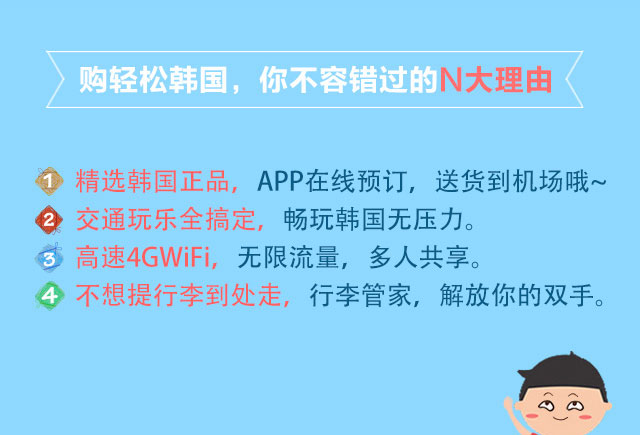 购轻松韩国，你不容错过的N大理由
1 精选韩国正品，APP在线预订，送货到机场哦~
2 交通玩乐全搞定，畅玩韩国无压力。
3 高速4GWiFi，无限流量，多人共享。
4 不想提行李到处走，行李管家，解放你的双手。